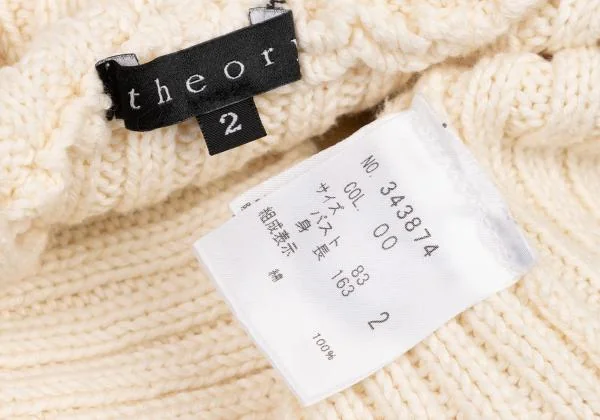 theory
2
NO. 343874
COL. 00
サイズ 2
バスト 83
身長 163
組成表示
綿 100%